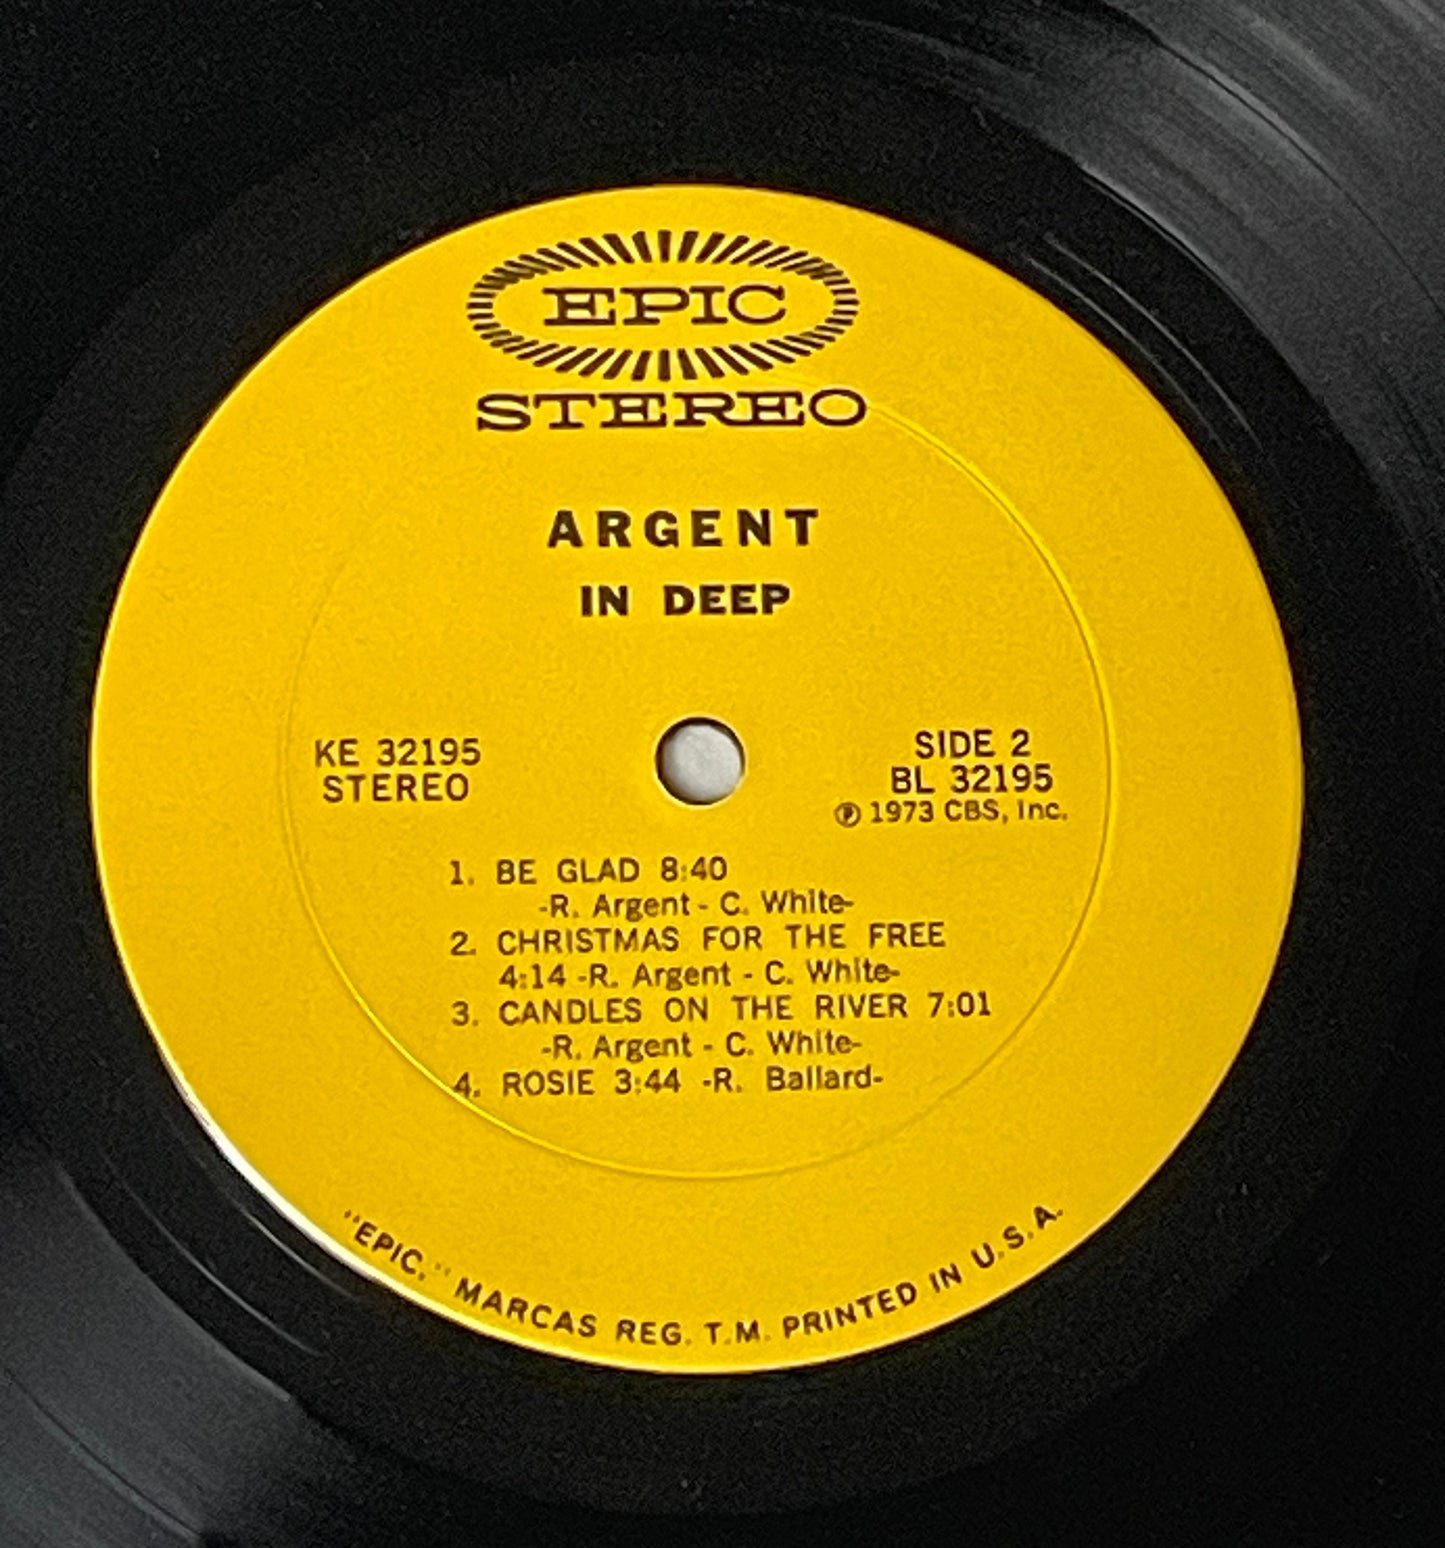 EPIC
STEREO
ARGENT
IN DEEP
KE 32195
STEREO
SIDE 2
BL 32195
℗ 1973 CBS, Inc.
1. BE GLAD 8:40
-R. Argent - C. White-
2. CHRISTMAS FOR THE FREE
4:14 -R. Argent - C. White-
3. CANDLES ON THE RIVER 7:01
-R. Argent - C. White-
4. ROSIE 3:44 -R. Ballard-
"EPIC." MARCAS REG. T.M. PRINTED IN U.S.A.